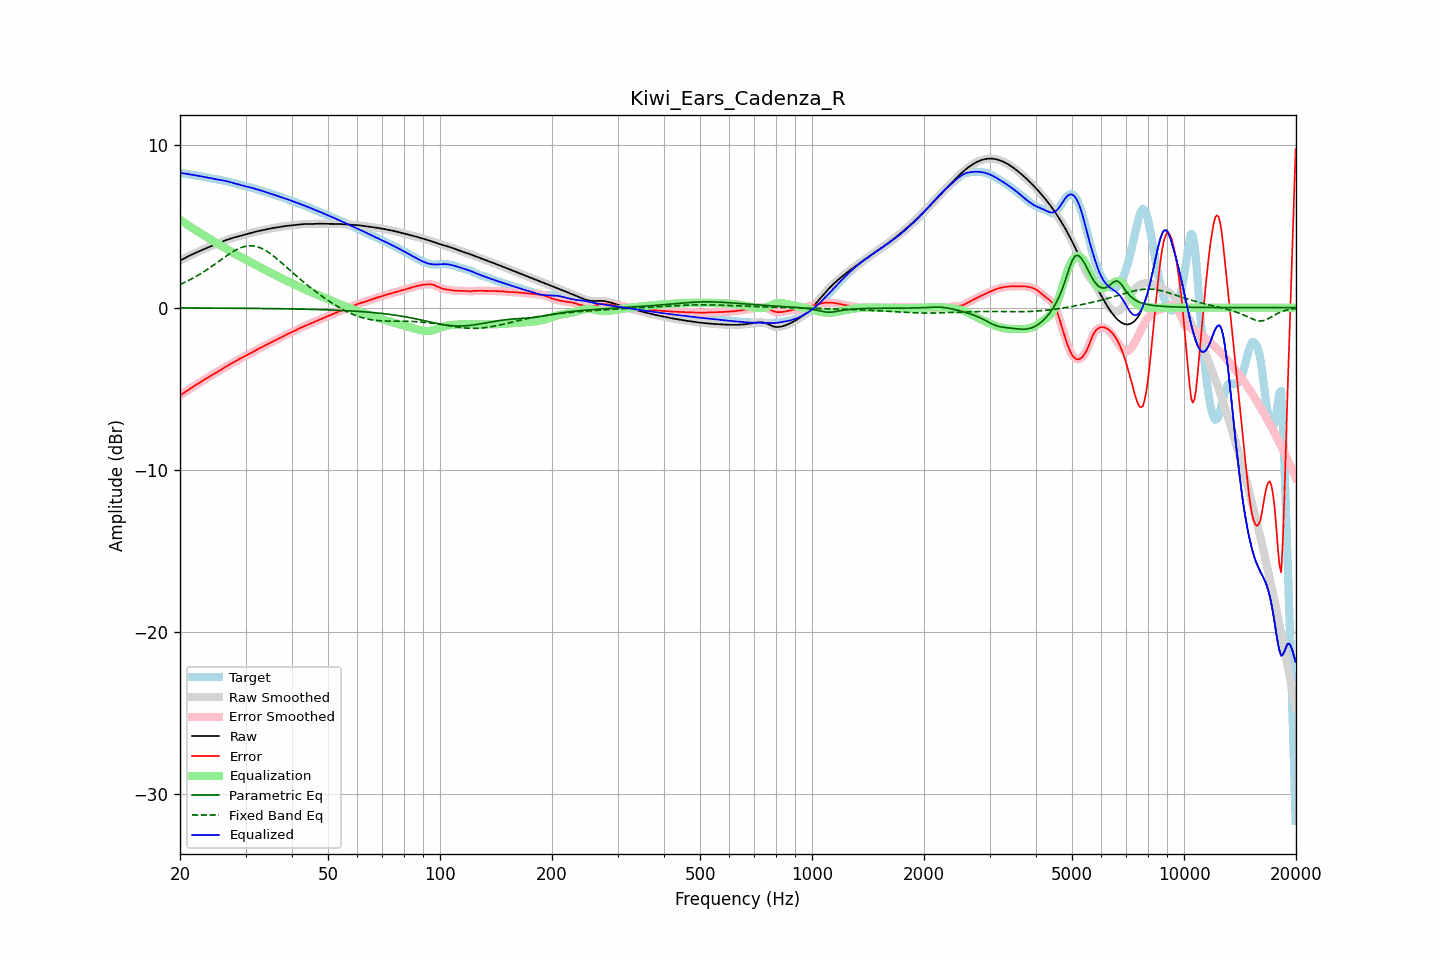 Kiwi_Ears_Cadenza_R
Amplitude (dBr)
10
0
−10
−20
−30
Target
Raw Smoothed
Error Smoothed
Raw
Error
Equalization
Parametric Eq
Fixed Band Eq
Equalized
20 50 100 200 500 1000 2000 5000 10000 20000
Frequency (Hz)